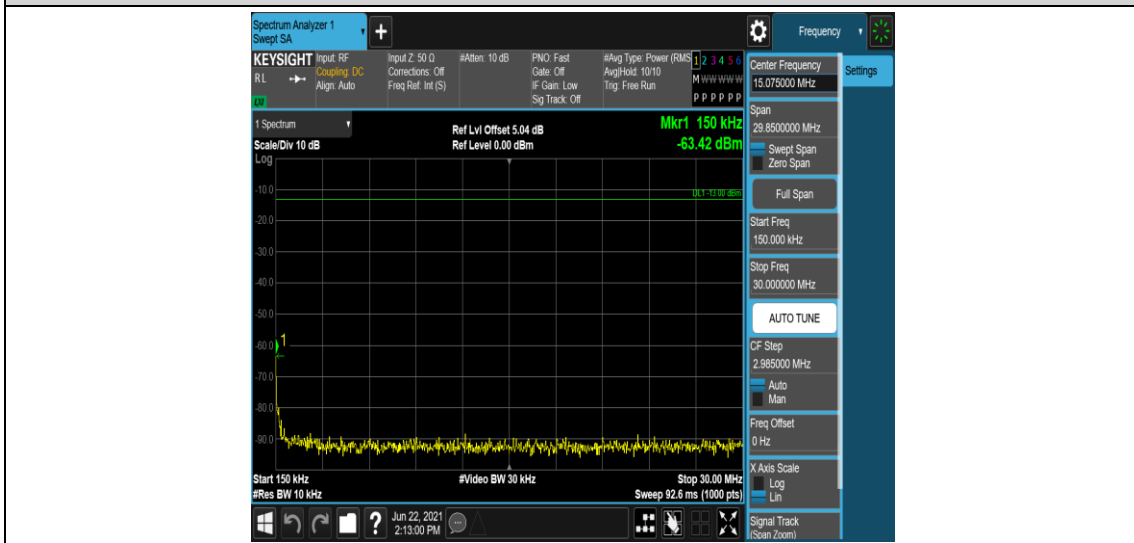 Spectrum Analyzer 1
Swept SA
+
Frequency
KEYSIGHT
RL
LXI
Input: RF
Coupling: DC
Align: Auto
Input Z: 50 Ω
Corrections: Off
Freq Ref: Int (S)
#Atten: 10 dB
PNO: Fast
Gate: Off
IF Gain: Low
Sig Track: Off
#Avg Type: Power (RMS
Avg|Hold: 10/10
Trig: Free Run
1 2 3 4 5 6
M W W W W W
P P P P P P
1 Spectrum
Scale/Div 10 dB
Log
Ref Lvl Offset 5.04 dB
Ref Level 0.00 dBm
Mkr1 150 kHz
-63.42 dBm
DL1 -13.00 dBm
-10.0
-20.0
-30.0
-40.0
-50.0
-60.0
1
-70.0
-80.0
-90.0
Start 150 kHz
#Res BW 10 kHz
#Video BW 30 kHz
Stop 30.00 MHz
Sweep 92.6 ms (1000 pts)
Center Frequency
15.075000 MHz
Settings
Span
29.8500000 MHz
Swept Span
Zero Span
Full Span
Start Freq
150.000 kHz
Stop Freq
30.000000 MHz
AUTO TUNE
CF Step
2.985000 MHz
Auto
Man
Freq Offset
0 Hz
X Axis Scale
Log
Lin
Signal Track
(Span Zoom)
?
Jun 22, 2021
2:13:00 PM